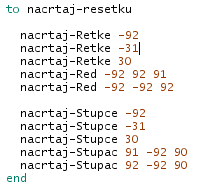 to nacrtaj-resetku
nacrtaj-Retke -92
nacrtaj-Retke -31
nacrtaj-Retke 30
nacrtaj-Red -92 92 91
nacrtaj-Red -92 -92 92
nacrtaj-Stupce -92
nacrtaj-Stupce -31
nacrtaj-Stupce 30
nacrtaj-Stupac 91 -92 90
nacrtaj-Stupac 92 -92 90
end